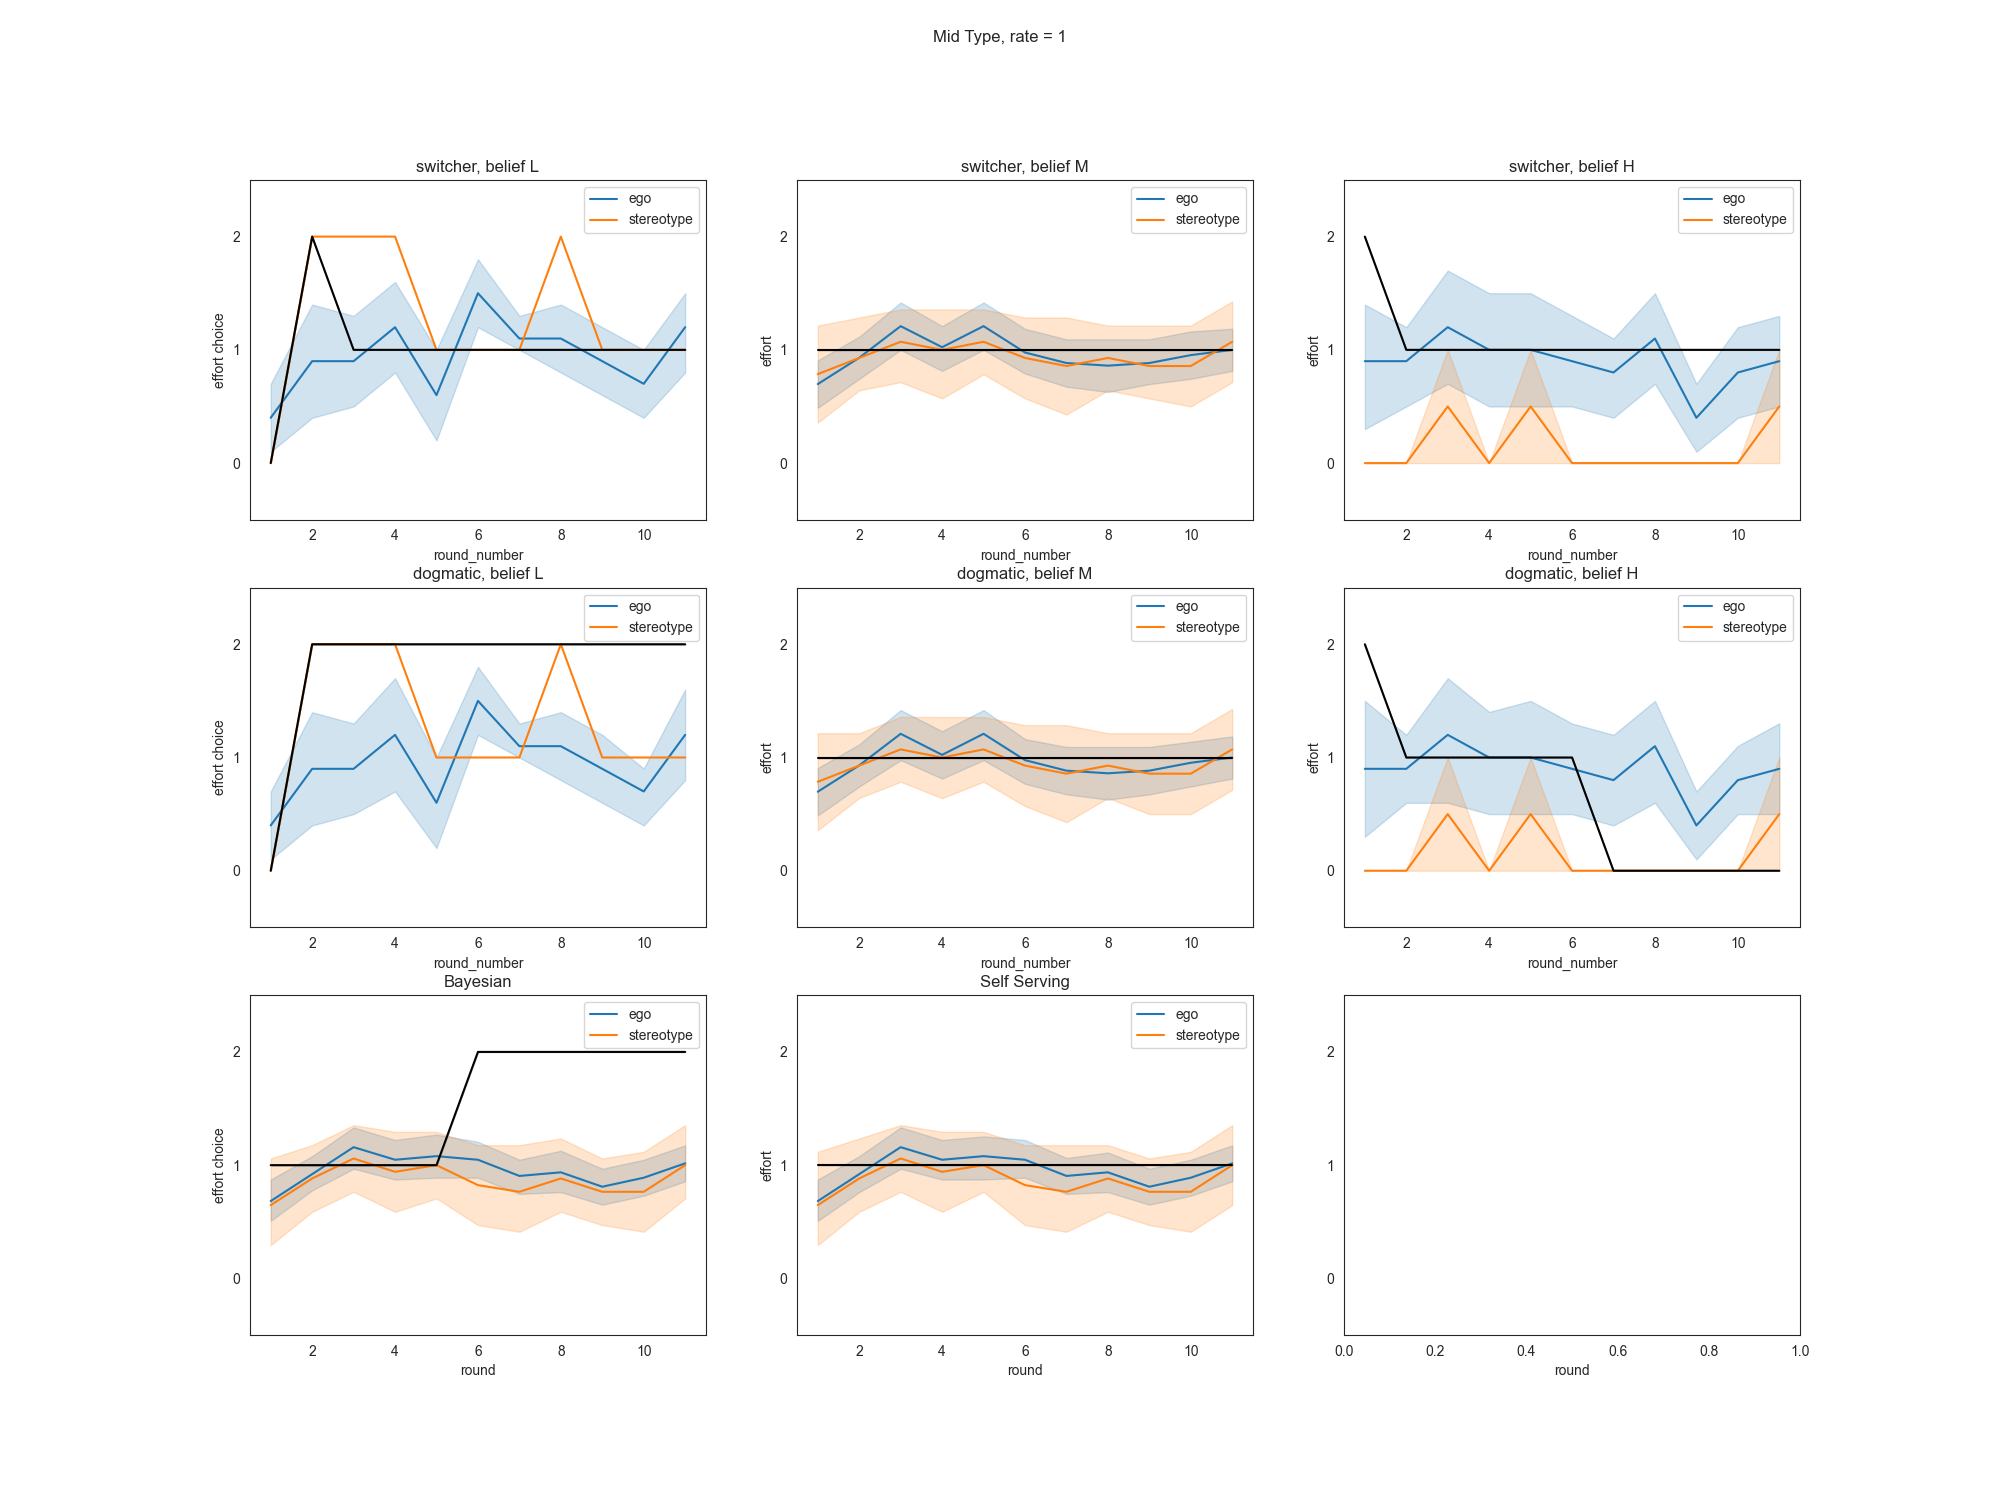 Mid Type, rate = 1
switcher, belief L
ego
stereotype
effort choice
2
1
0
2 4 6 8 10
round_number
switcher, belief M
ego
stereotype
effort
2
1
0
2 4 6 8 10
round_number
switcher, belief H
ego
stereotype
effort
2
1
0
2 4 6 8 10
round_number
dogmatic, belief L
ego
stereotype
effort choice
2
1
0
2 4 6 8 10
round_number
dogmatic, belief M
ego
stereotype
effort
2
1
0
2 4 6 8 10
round_number
dogmatic, belief H
ego
stereotype
effort
2
1
0
2 4 6 8 10
round_number
Bayesian
ego
stereotype
effort choice
2
1
0
2 4 6 8 10
round
Self Serving
ego
stereotype
effort
2
1
0
2 4 6 8 10
round
2
1
0
0.0 0.2 0.4 0.6 0.8 1.0
round